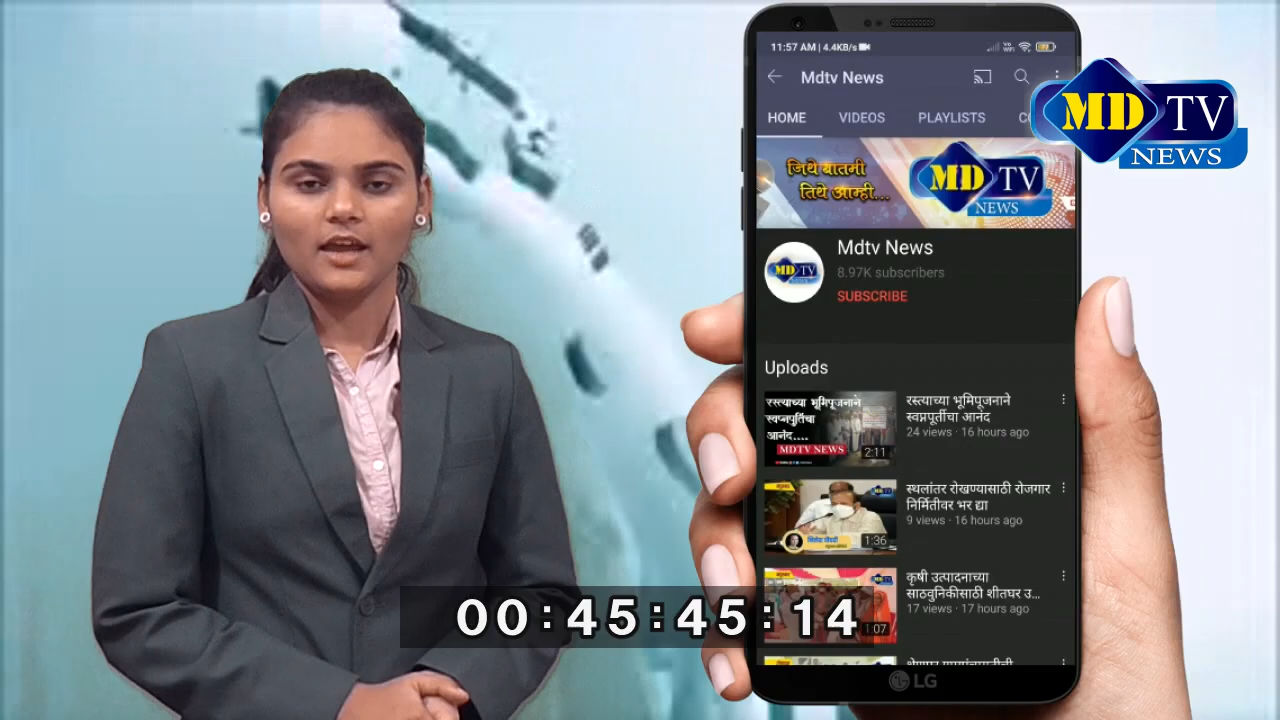 11:57 AM | 4.4KB/s
Mdtv News
HOME VIDEOS PLAYLISTS
MD TV
NEWS
जिथे बातमी
तिथे आम्ही...
MD TV
NEWS
Mdtv News
8.97K subscribers
SUBSCRIBE
MD TV
Uploads
रस्त्याच्या भूमिपूजनाने
स्वप्नपुर्तिचा
आनंद....
MDTV NEWS
2:11
रस्त्याच्या भूमिपूजनाने
स्वप्नपूर्तीचा आनंद
24 views · 16 hours ago
1:36
स्थलांतर रोखण्यासाठी रोजगार
निर्मितीवर भर द्या
9 views · 16 hours ago
1:07
कृषी उत्पादनाच्या
साठवुनिकीसाठी शीतघर उ...
17 views · 17 hours ago
00:45:45:14
LG